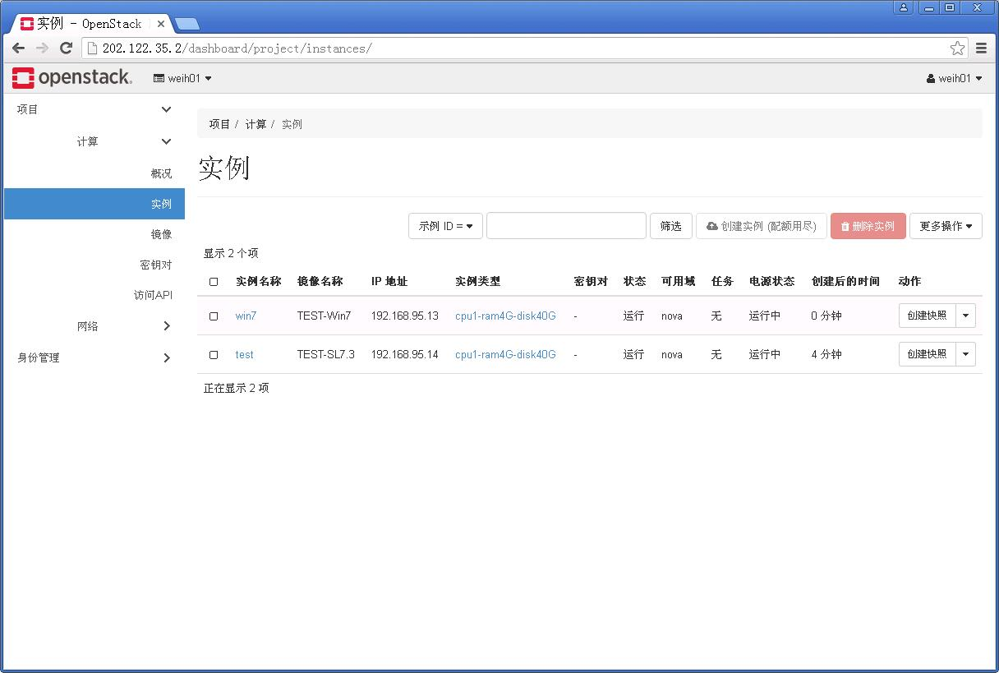 实例 - OpenStack
202.122.35.2/dashboard/project/instances/
openstack. weih01 weih01
项目
计算
概况
实例
镜像
密钥对
访问API
网络
身份管理
项目 / 计算 / 实例
实例
示例 ID = 筛选 创建实例 (配额用尽) 删除实例 更多操作
显示 2 个项
实例名称 镜像名称 IP 地址 实例类型 密钥对 状态 可用域 任务 电源状态 创建后的时间 动作
win7 TEST-Win7 192.168.95.13 cpu1-ram4G-disk40G - 运行 nova 无 运行中 0 分钟 创建快照
test TEST-SL7.3 192.168.95.14 cpu1-ram4G-disk40G - 运行 nova 无 运行中 4 分钟 创建快照
正在显示 2 项